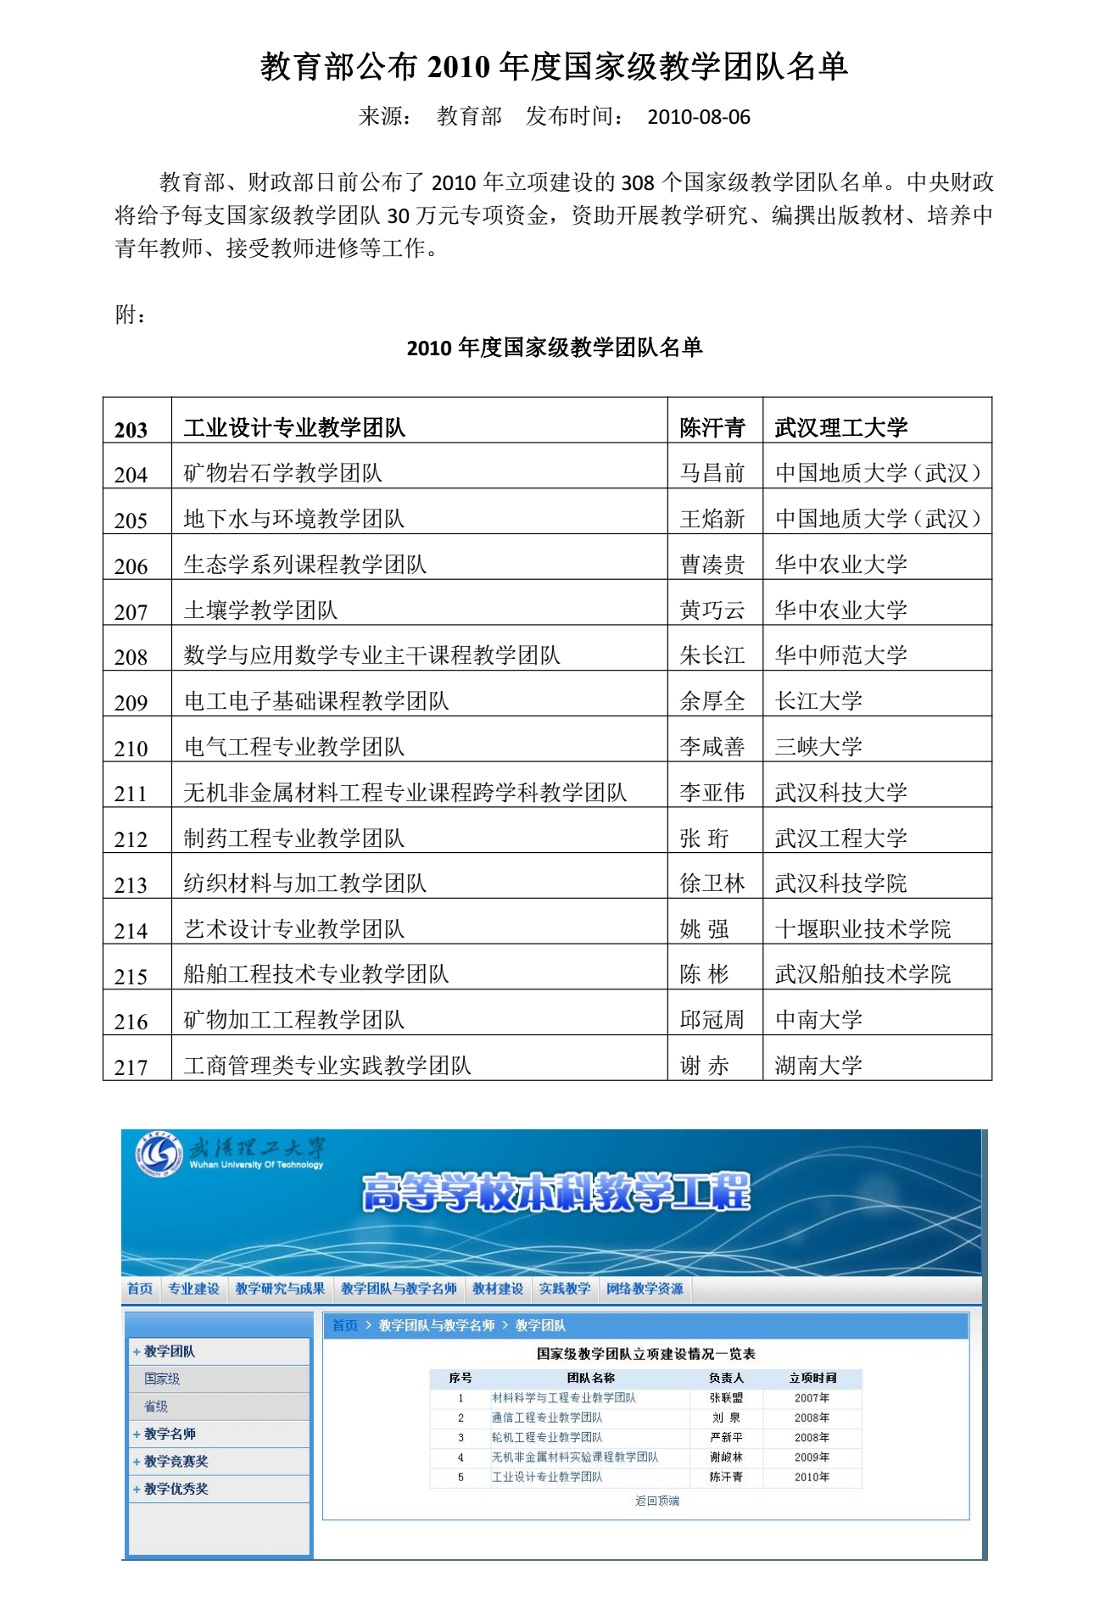 教育部公布 2010 年度国家级教学团队名单
来源： 教育部 发布时间： 2010-08-06
教育部、财政部日前公布了 2010 年立项建设的 308 个国家级教学团队名单。中央财政
将给予每支国家级教学团队 30 万元专项资金，资助开展教学研究、编撰出版教材、培养中
青年教师、接受教师进修等工作。
附：
2010 年度国家级教学团队名单
203 工业设计专业教学团队 陈汗青 武汉理工大学
204 矿物岩石学教学团队 马昌前 中国地质大学（武汉）
205 地下水与环境教学团队 王焰新 中国地质大学（武汉）
206 生态学系列课程教学团队 曹凑贵 华中农业大学
207 土壤学教学团队 黄巧云 华中农业大学
208 数学与应用数学专业主干课程教学团队 朱长江 华中师范大学
209 电工电子基础课程教学团队 余厚全 长江大学
210 电气工程专业教学团队 李咸善 三峡大学
211 无机非金属材料工程专业课程跨学科教学团队 李亚伟 武汉科技大学
212 制药工程专业教学团队 张 珩 武汉工程大学
213 纺织材料与加工教学团队 徐卫林 武汉科技学院
214 艺术设计专业教学团队 姚 强 十堰职业技术学院
215 船舶工程技术专业教学团队 陈 彬 武汉船舶技术学院
216 矿物加工工程教学团队 邱冠周 中南大学
217 工商管理类专业实践教学团队 谢 赤 湖南大学
武漢理工大学
Wuhan University Of Technology
高等学校本科教学工程
首页 专业建设 教学研究与成果 教学团队与教学名师 教材建设 实践教学 网络教学资源
首页 > 教学团队与教学名师 > 教学团队
+ 教学团队
国家级
省级
+ 教学名师
+ 教学竞赛奖
+ 教学优秀奖
国家级教学团队立项建设情况一览表
序号 团队名称 负责人 立项时间
1 材料科学与工程专业教学团队 张联盟 2007年
2 通信工程专业教学团队 刘 泉 2008年
3 轮机工程专业教学团队 严新平 2008年
4 无机非金属材料实验课程教学团队 谢峻林 2009年
5 工业设计专业教学团队 陈汗青 2010年
返回顶端